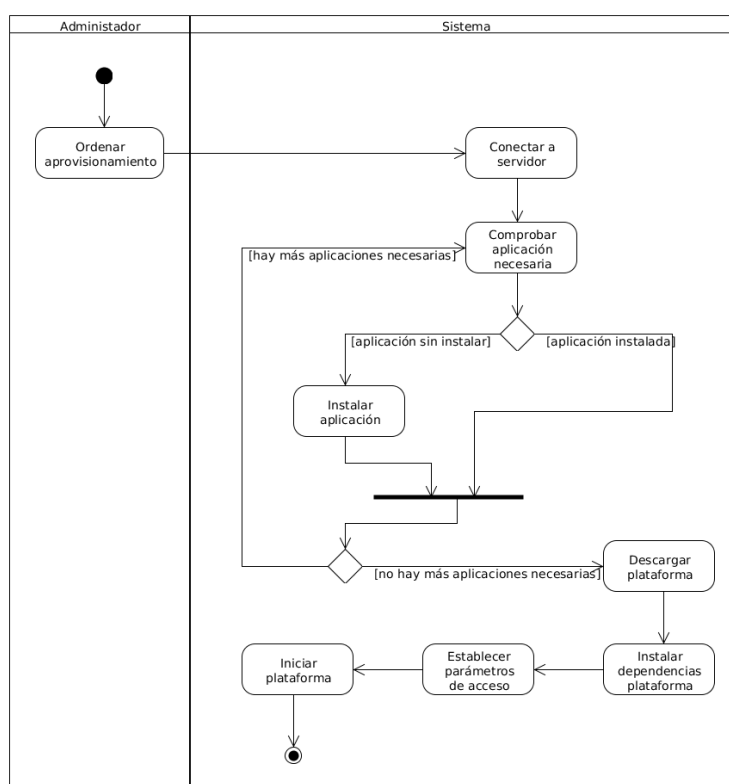 Administador
Sistema
Ordenar
aprovisionamiento
Conectar a
servidor
Comprobar
aplicación
necesaria
[hay más aplicaciones necesarias]
[aplicación sin instalar]
[aplicación instalada]
Instalar
aplicación
[no hay más aplicaciones necesarias]
Descargar
plataforma
Iniciar
plataforma
Establecer
parámetros
de acceso
Instalar
dependencias
plataforma